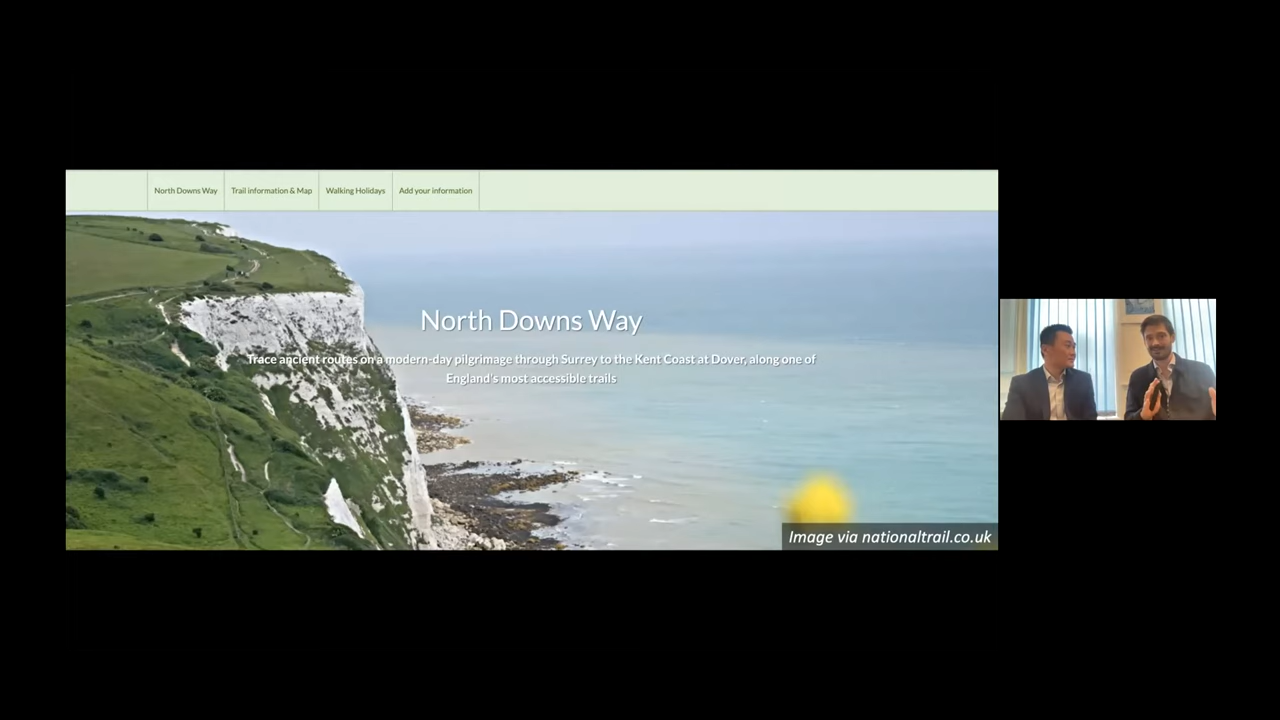 North Downs Way
Trail information & Map
Walking Holidays
Add your information
North Downs Way
Trace ancient routes on a modern-day pilgrimage through Surrey to the Kent Coast at Dover, along one of
England's most accessible trails
Image via nationaltrail.co.uk